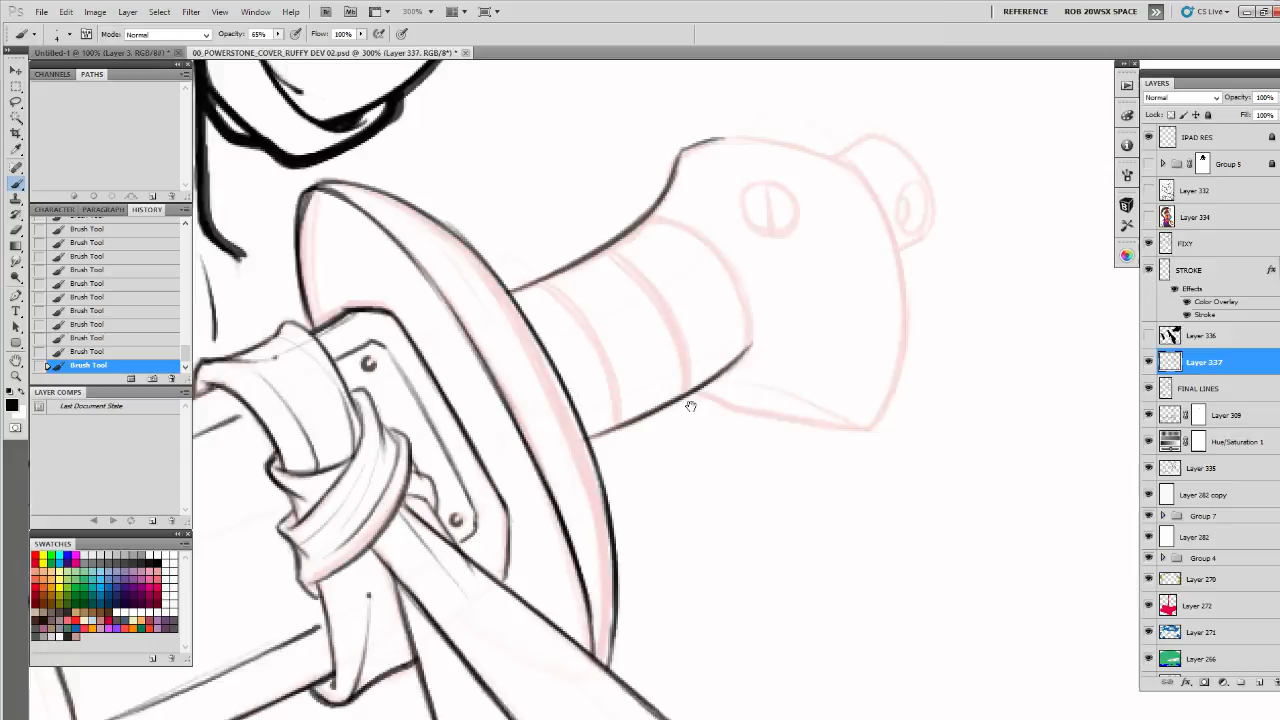 Ps File Edit Image Layer Select Filter View Window Help Br Mb 300% REFERENCE ROB 20WSX SPACE CS Live
4 Mode: Normal Opacity: 65% Flow: 100%
Untitled-1 @ 100% (Layer 3, RGB/8#) * 00_POWERSTONE_COVER_RUFFY DEV 02.psd @ 300% (Layer 337, RGB/8*) *
CHANNELS PATHS
CHARACTER PARAGRAPH HISTORY
Brush Tool
Brush Tool
Brush Tool
Brush Tool
Brush Tool
Brush Tool
Brush Tool
Brush Tool
Brush Tool
Brush Tool
Brush Tool
LAYER COMPS
Last Document State
SWATCHES
LAYERS
Normal Opacity: 100%
Lock: Fill: 100%
IPAD RES
Group 5
Layer 332
Layer 334
FIXY
STROKE fx
Effects
Color Overlay
Stroke
Layer 336
Layer 337
FINAL LINES
Layer 309
Hue/Saturation 1
Layer 335
Layer 282 copy
Group 7
Layer 282
Group 4
Layer 270
Layer 272
Layer 271
Layer 266